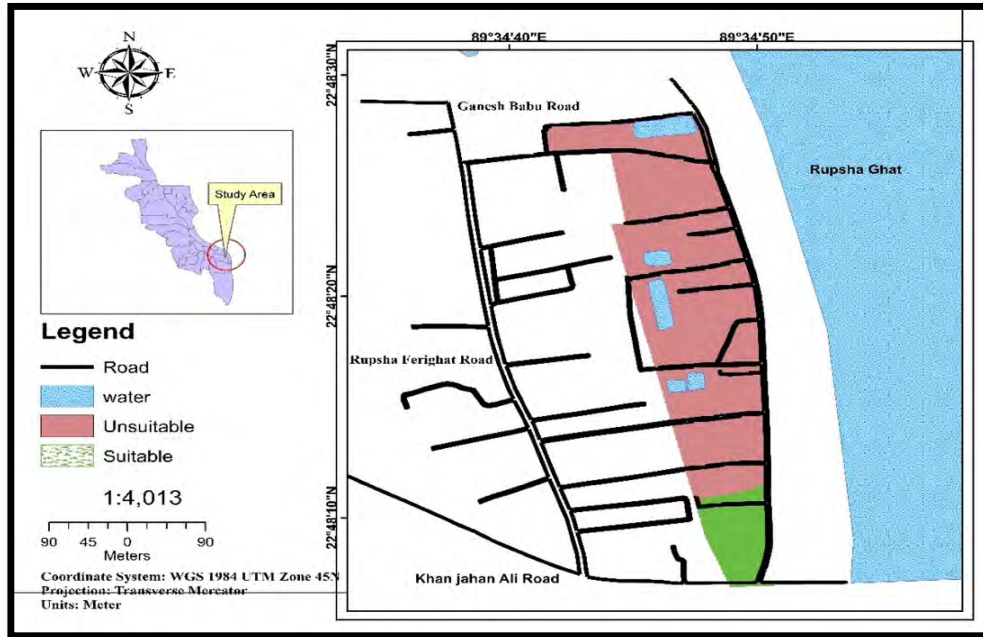 N
W E
S
Study Area
Legend
Road
water
Unsuitable
Suitable
1:4,013
90 45 0 90
Meters
Coordinate System: WGS 1984 UTM Zone 45N
Projection: Transverse Mercator
Units: Meter
89°34'40"E 89°34'50"E
22°48'30"N
22°48'20"N
22°48'10"N
Ganesh Babu Road
Rupsha Ghat
Rupsha Ferighat Road
Khan jahan Ali Road